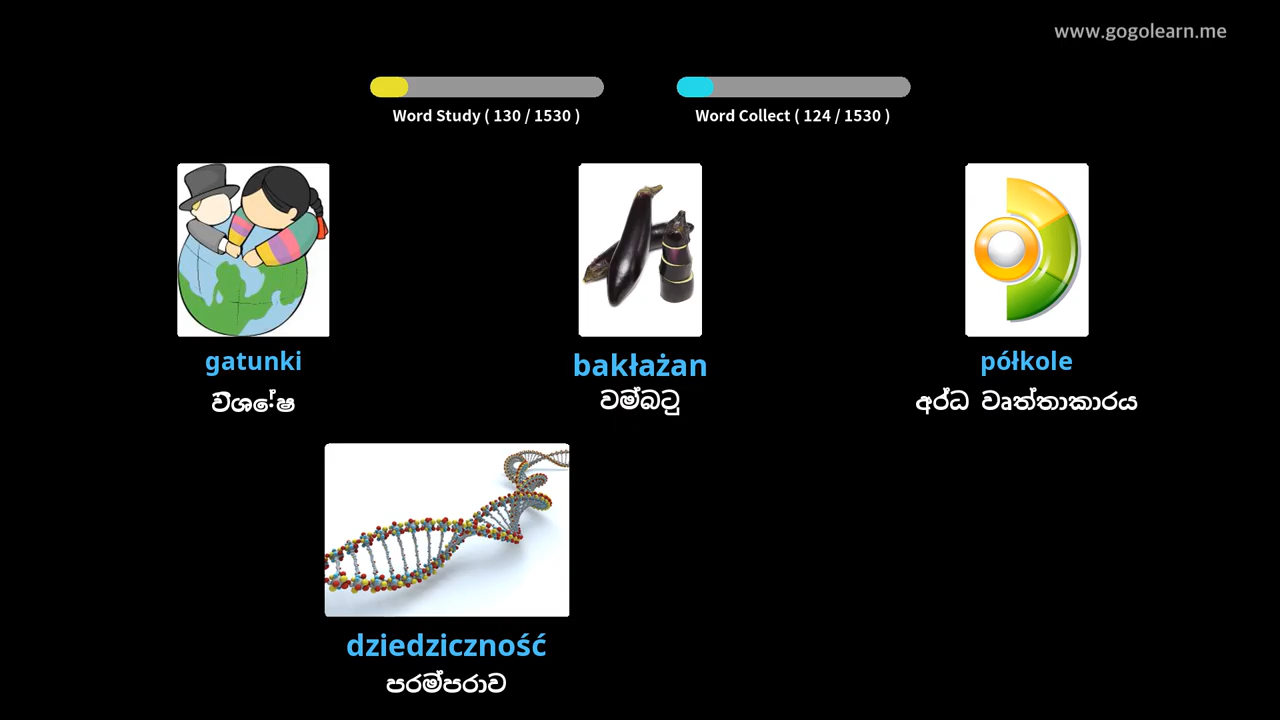 www.gogolearn.me
Word Study ( 130 / 1530 )
Word Collect ( 124 / 1530 )
gatunki
විශේෂ
bakłażan
වම්බටු
półkole
අර්ධ වෘත්තාකාරය
dziedziczność
පරම්පරාව